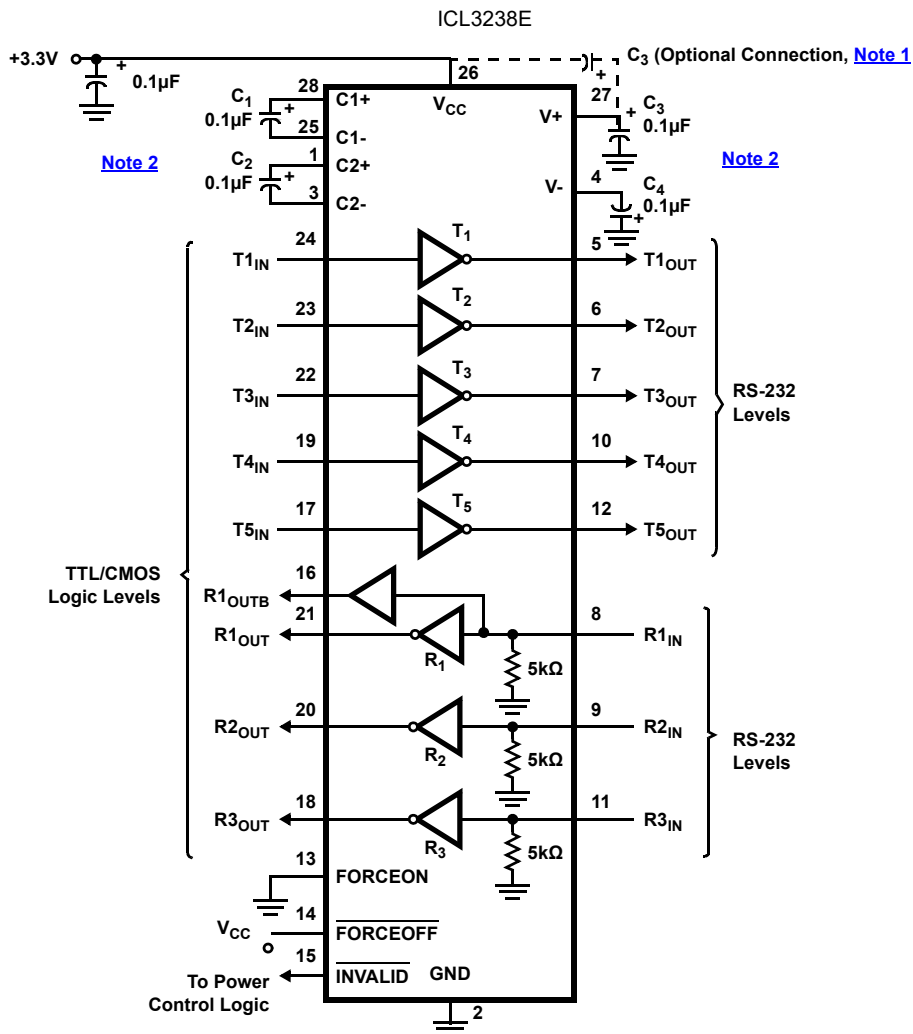 ICL3238E
+3.3V
+
0.1µF
C3 (Optional Connection, Note 1
+
26
27
28
C1
0.1µF
+
C1+
VCC
V+
+
C3
0.1µF
25
C1-
Note 2
Note 2
1
C2
0.1µF
+
C2+
3
C2-
V-
4
C4
0.1µF
+
T1IN
24
T1
5
T1OUT
T2IN
23
T2
6
T2OUT
T3IN
22
T3
7
T3OUT
RS-232
Levels
T4IN
19
T4
10
T4OUT
T5IN
17
T5
12
T5OUT
TTL/CMOS
Logic Levels
R1OUTB
16
R1OUT
21
R1
8
R1IN
5kΩ
R2OUT
20
R2
9
R2IN
5kΩ
RS-232
Levels
R3OUT
18
R3
11
R3IN
5kΩ
13
FORCEON
VCC
14
FORCEOFF
15
INVALID
GND
To Power
Control Logic
2